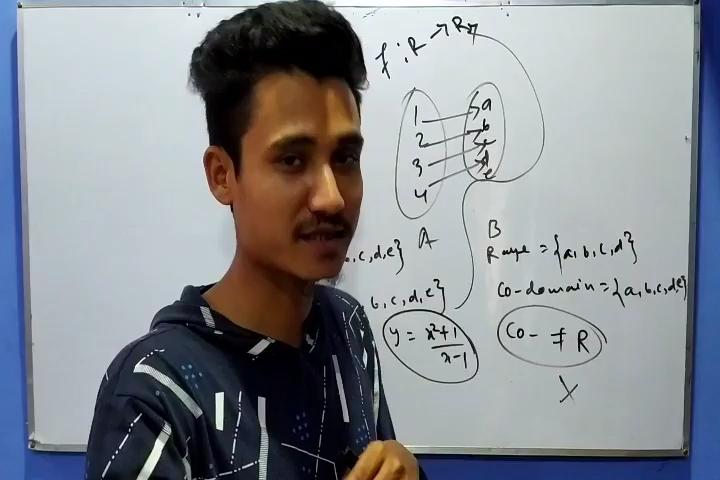 f : R → R
1 a
2 b
3 c
4 d
e
A B
Range = {a, b, c, d}
b, c, d, e}
Co-domain = {a, b, c, d, e}
b, c, d, e}
y = x²+1 / x-1
Co- ≠ R
X